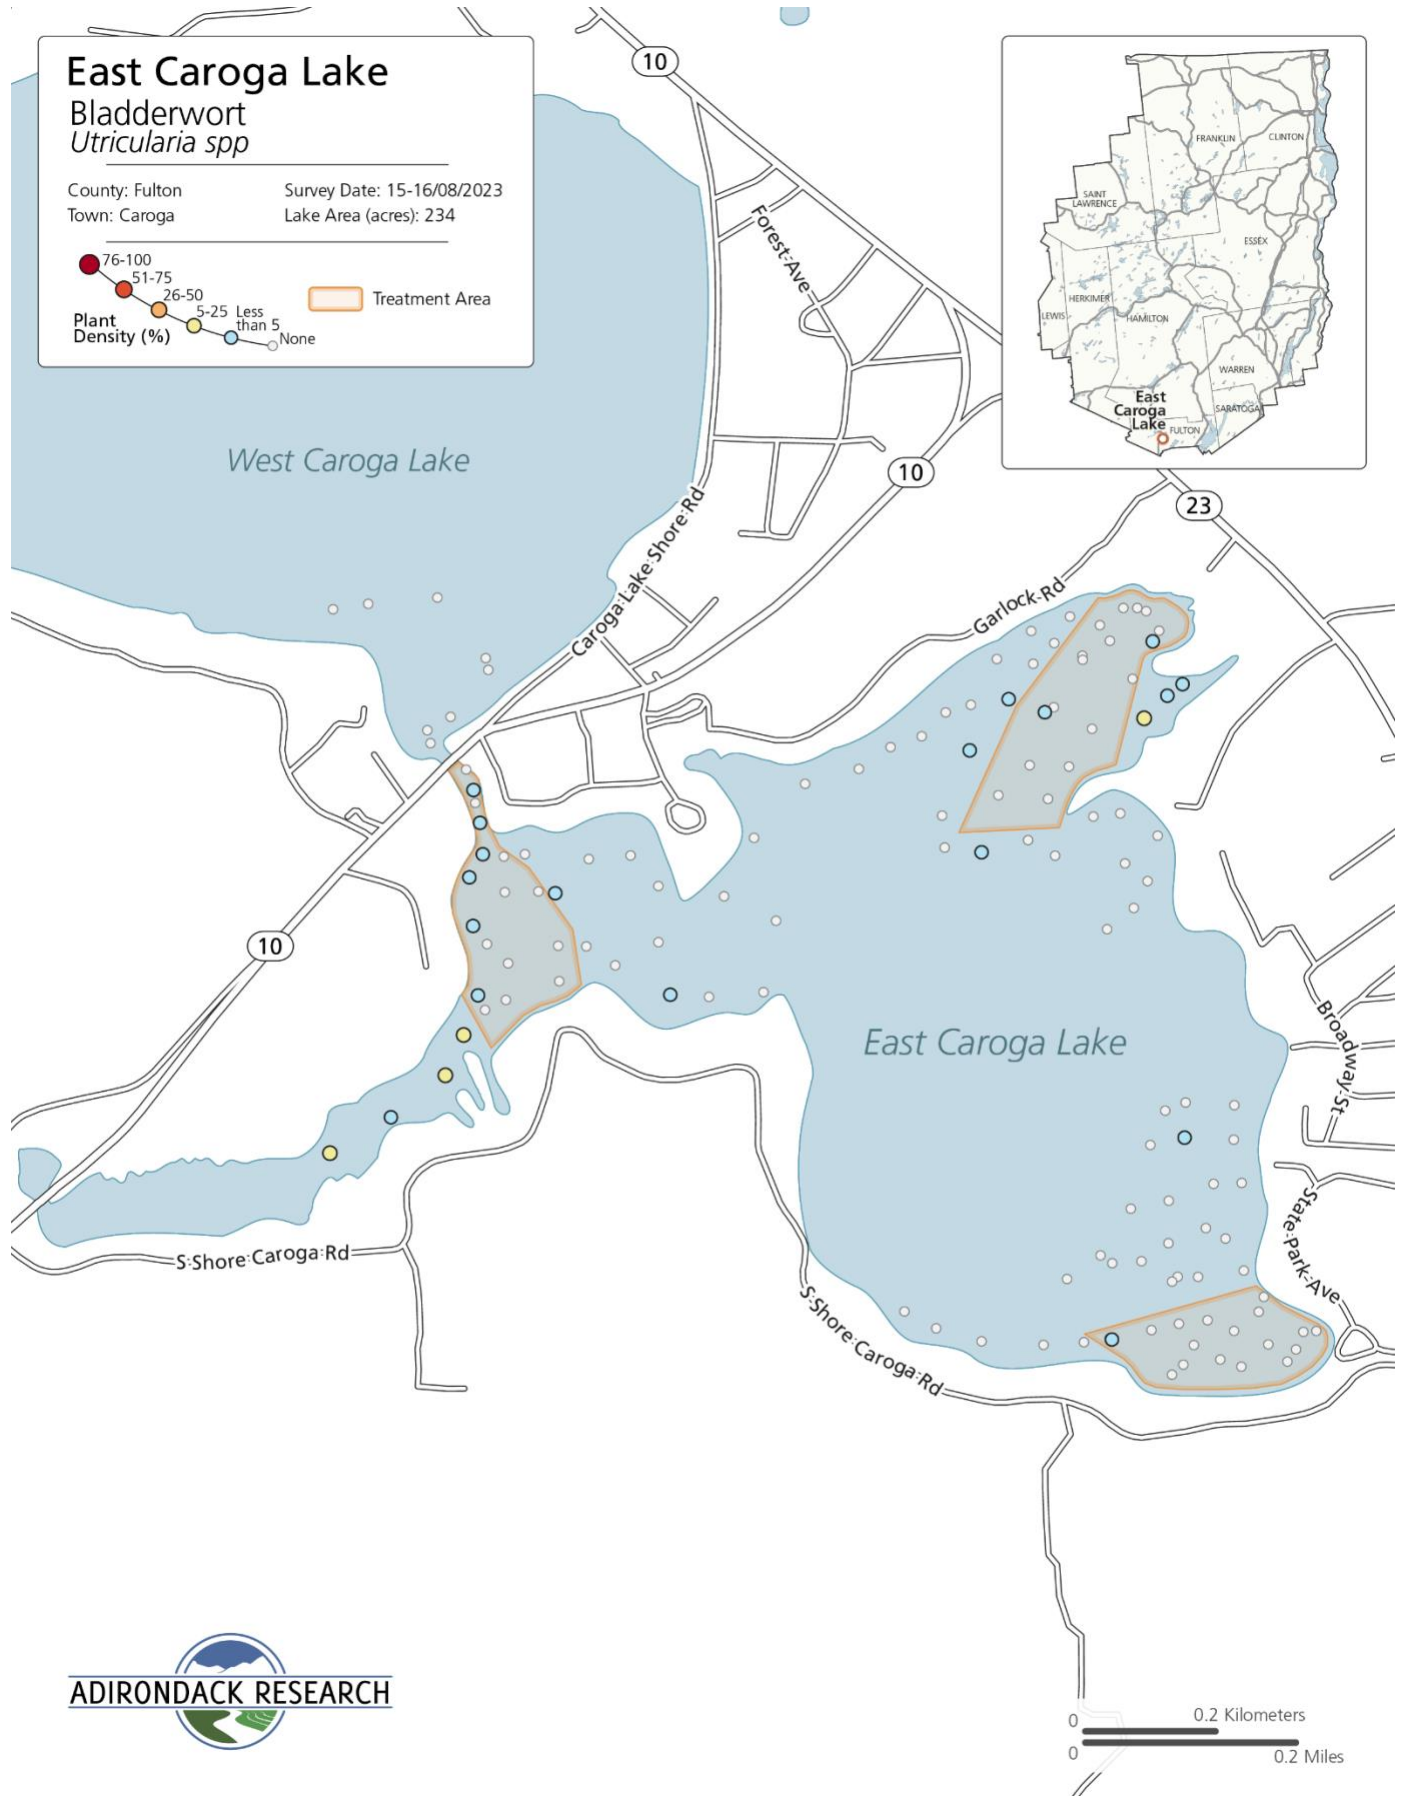 East Caroga Lake
Bladderwort
Utricularia spp
County: Fulton
Survey Date: 15-16/08/2023
Town: Caroga
Lake Area (acres): 234
76-100
51-75
26-50
5-25
Less
than 5
None
Plant
Density (%)
Treatment Area
10
Forest Ave
FRANKLIN
CLINTON
SAINT
LAWRENCE
ESSEX
HERKIMER
LEWIS
HAMILTON
WARREN
East
Caroga
Lake
SARATOGA
FULTON
West Caroga Lake
10
23
Caroga Lake Shore Rd
Garlock Rd
10
East Caroga Lake
Broadway St
State Park Ave
S Shore Caroga Rd
S Shore Caroga Rd
ADIRONDACK RESEARCH
0
0.2 Kilometers
0
0.2 Miles